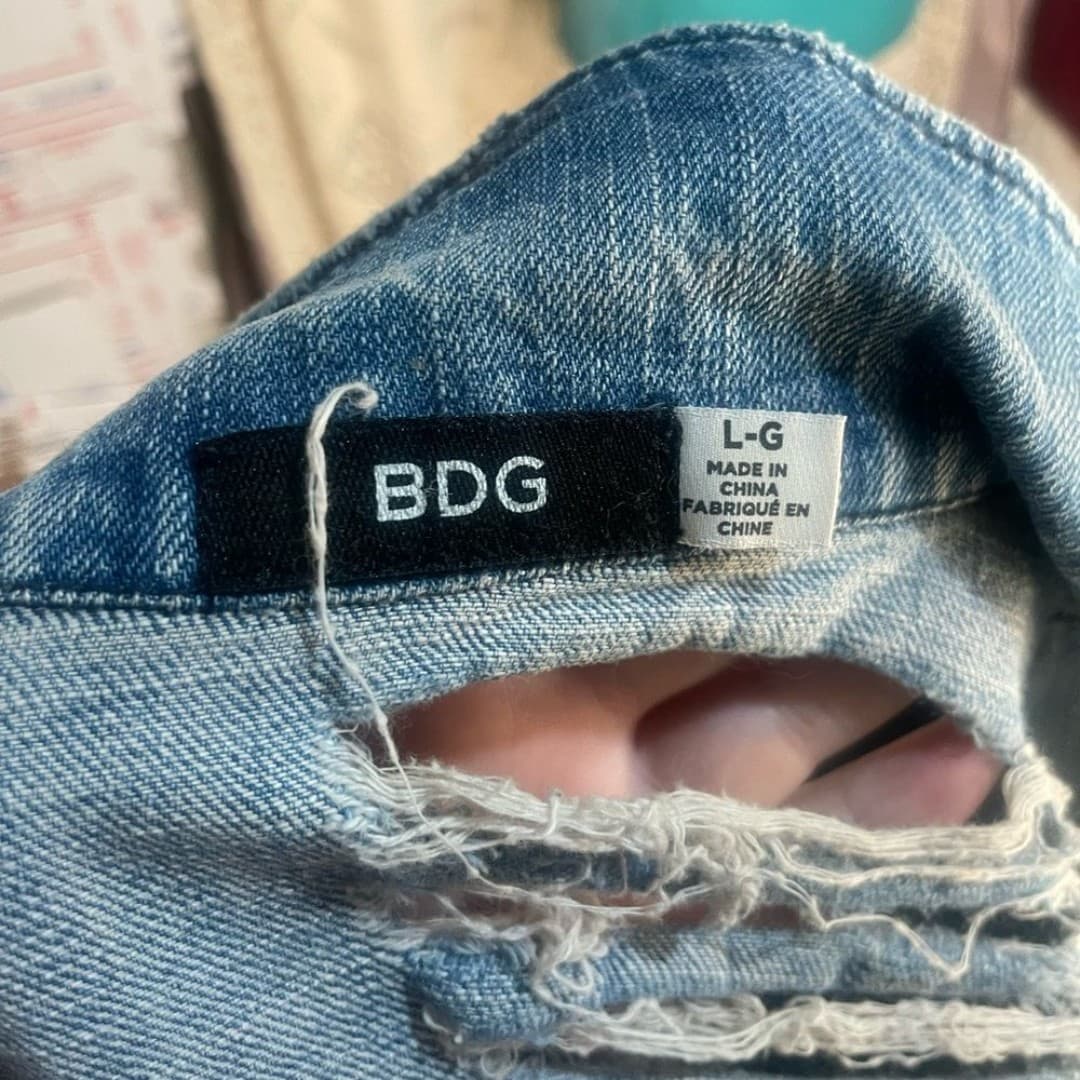 BDG
L-G
MADE IN
CHINA
FABRIQUÉ EN
CHINE